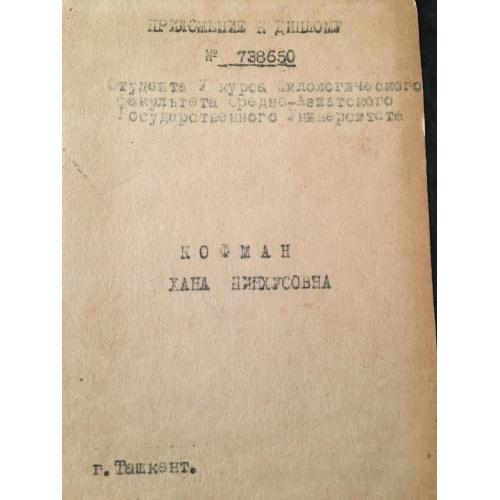 ПРИЛОЖЕНИЕ К ДИПЛОМУ
№ 738650
Студента У курса Филологического
факультета Средне-Азиатского
Государственного Университета
КОФМАН
ХАНА ПИНХУСОВНА
г.Ташкент.